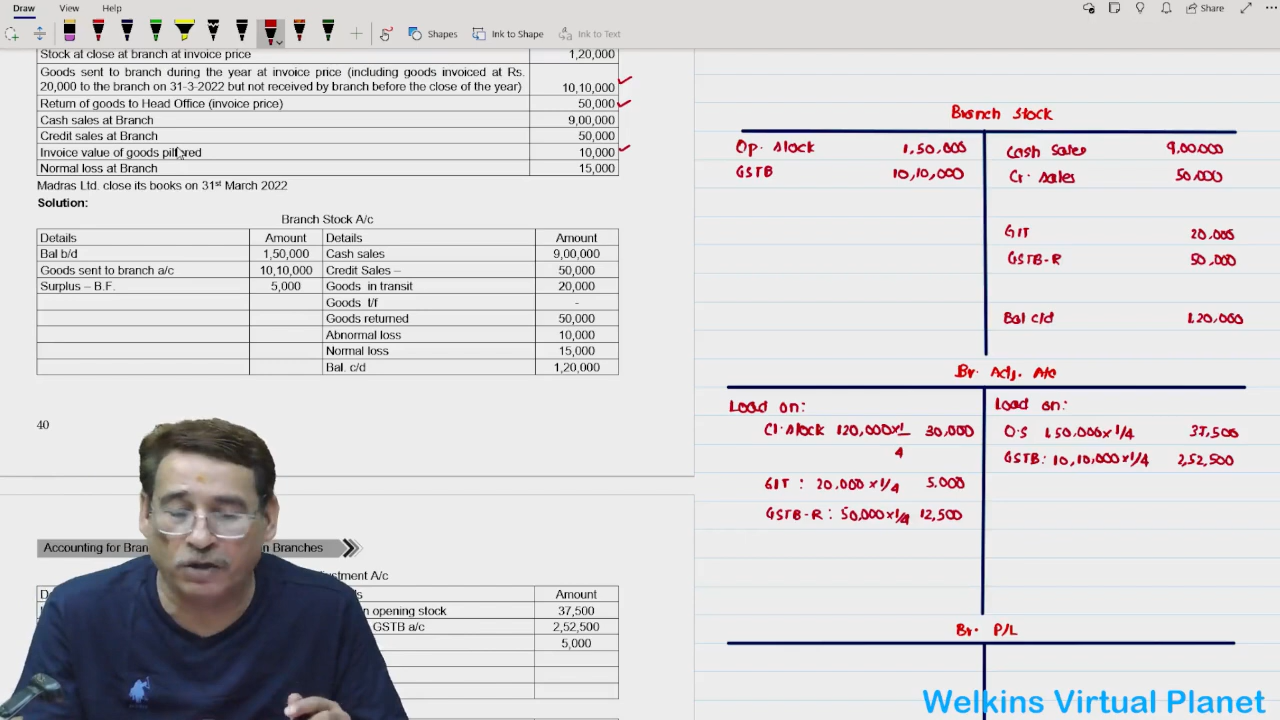 Draw View Help
Share
Shapes Ink to Shape Ink to Text
Stock at close at Branch at invoice price 1,20,000
Goods sent to branch during the year at invoice price (including goods invoiced at Rs.
20,000 to the branch on 31-3-2022 but not received by branch before the close of the year) 10,10,000
Return of goods to Head Office (invoice price) 50,000
Cash sales at Branch 9,00,000
Credit sales at Branch 50,000
Invoice value of goods pilfered 10,000
Normal loss at Branch 15,000
Madras Ltd. close its books on 31st March 2022
Solution:
Branch Stock A/c
Details Amount Details Amount
Bal b/d 1,50,000 Cash sales 9,00,000
Goods sent to branch a/c 10,10,000 Credit Sales – 50,000
Surplus – B.F. 5,000 Goods in transit 20,000
Goods t/f -
Goods returned 50,000
Abnormal loss 10,000
Normal loss 15,000
Bal. c/d 1,20,000
40
Accounting for Bran Branches
stment A/c
Amount
n opening stock 37,500
GSTB a/c 2,52,500
5,000
Branch Stock
Op. Stock 1,50,000 Cash Sales 9,00,000
GSTB 10,10,000 Cr. Sales 50,000
GIT 20,000
GSTB-R 50,000
Bal c/d 1,20,000
Br. Adj. A/c
Load on: Load on:
Cl. Stock 120,000x1/4 30,000 O.S 1,50,000x1/4 37,500
GSTB: 10,10,000x1/4 2,52,500
GIT : 20,000x1/4 5,000
GSTB-R : 50,000x1/4 12,500
Br. P/L
Welkins Virtual Planet